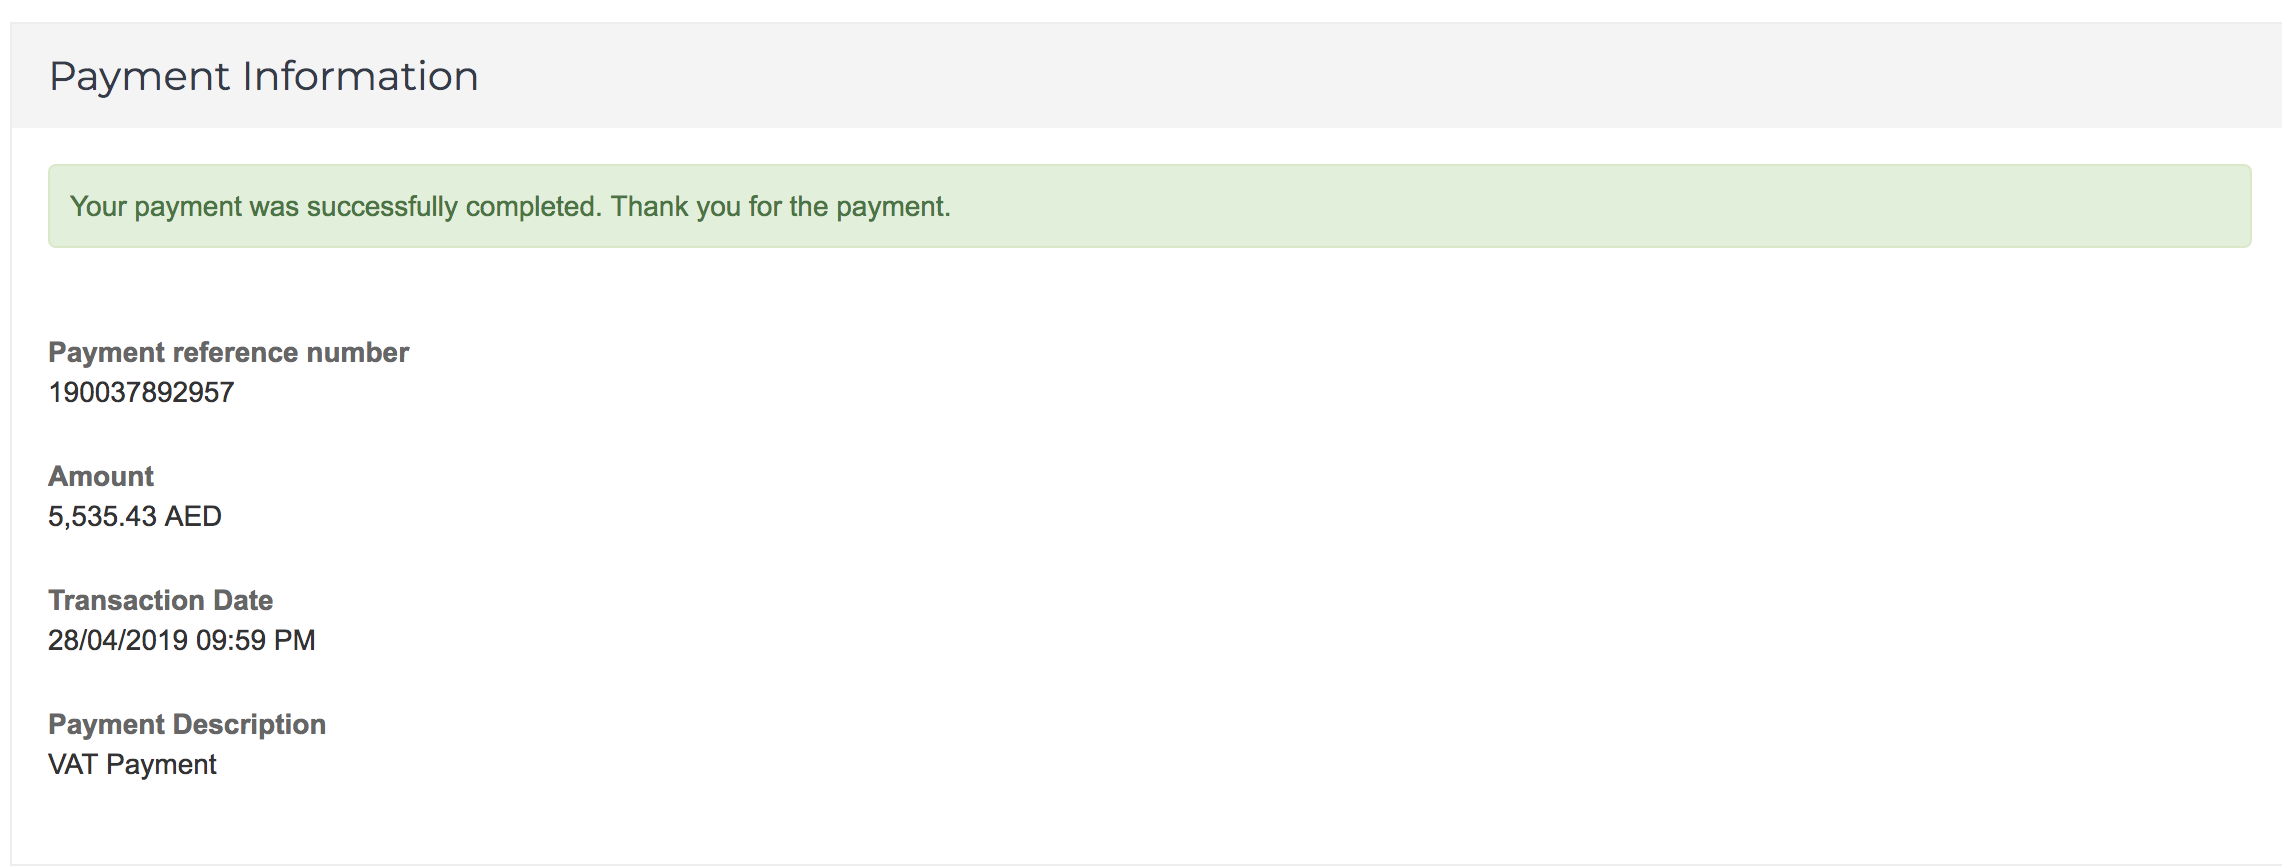 Payment Information
Your payment was successfully completed. Thank you for the payment.
Payment reference number
190037892957
Amount
5,535.43 AED
Transaction Date
28/04/2019 09:59 PM
Payment Description
VAT Payment